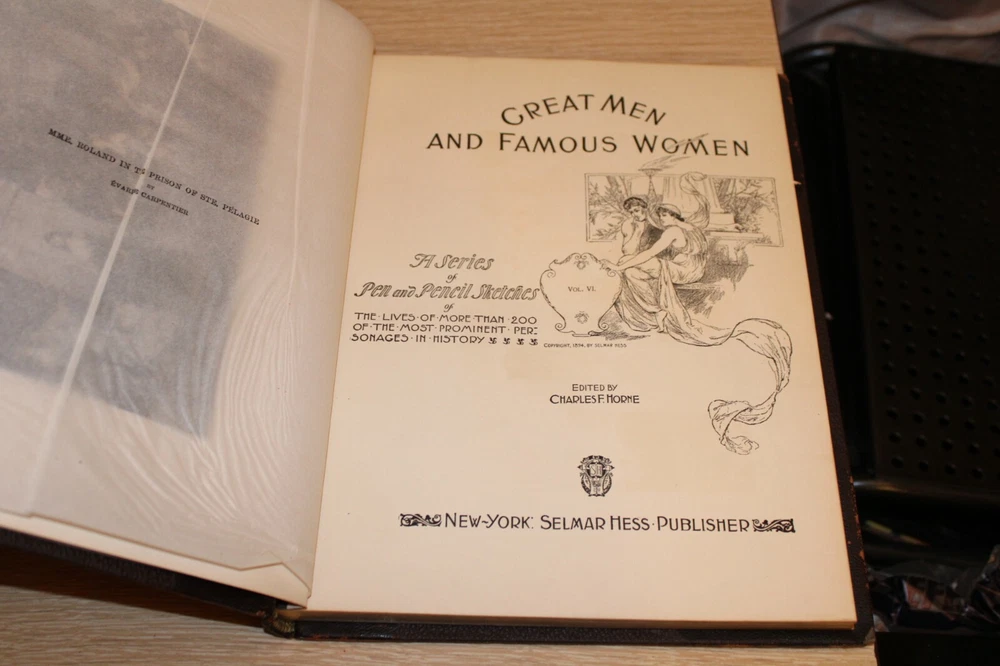 MME. ROLAND IN THE PRISON OF STE. PÉLAGIE
BY
ÉVARISTE CARPENTIER
GREAT MEN
AND FAMOUS WOMEN
A Series
of
Pen and Pencil Sketches
of
THE·LIVES·OF·MORE·THAN·200
OF·THE·MOST·PROMINENT·PER-
SONAGES·IN·HISTORY
VOL. VI.
COPYRIGHT, 1894, BY SELMAR HESS
EDITED BY
CHARLES F. HORNE
NEW-YORK: SELMAR HESS·PUBLISHER